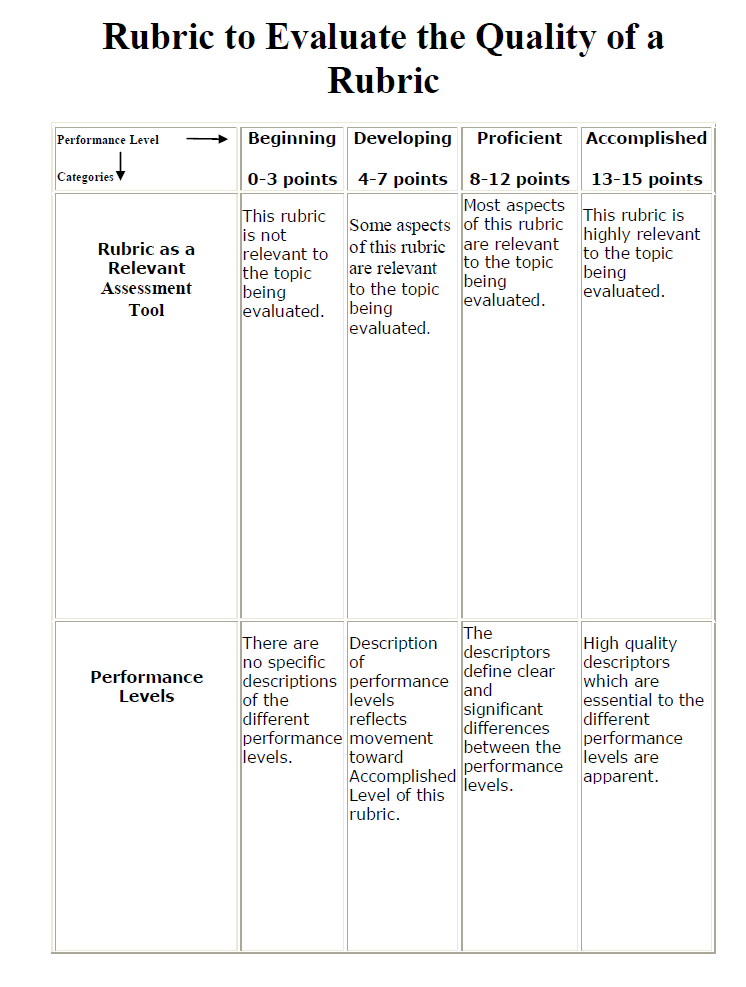 Rubric to Evaluate the Quality of a
Rubric
Performance Level
Categories
Beginning
0-3 points
Developing
4-7 points
Proficient
8-12 points
Accomplished
13-15 points
Rubric as a
Relevant
Assessment
Tool
This rubric
is not
relevant to
the topic
being
evaluated.
Some aspects
of this rubric
are relevant
to the topic
being
evaluated.
Most aspects
of this rubric
are relevant
to the topic
being
evaluated.
This rubric is
highly relevant
to the topic
being
evaluated.
Performance
Levels
There are
no specific
descriptions
of the
different
performance
levels.
Description
of
performance
levels
reflects
movement
toward
Accomplished
Level of this
rubric.
The
descriptors
define clear
and
significant
differences
between the
performance
levels.
High quality
descriptors
which are
essential to the
different
performance
levels are
apparent.